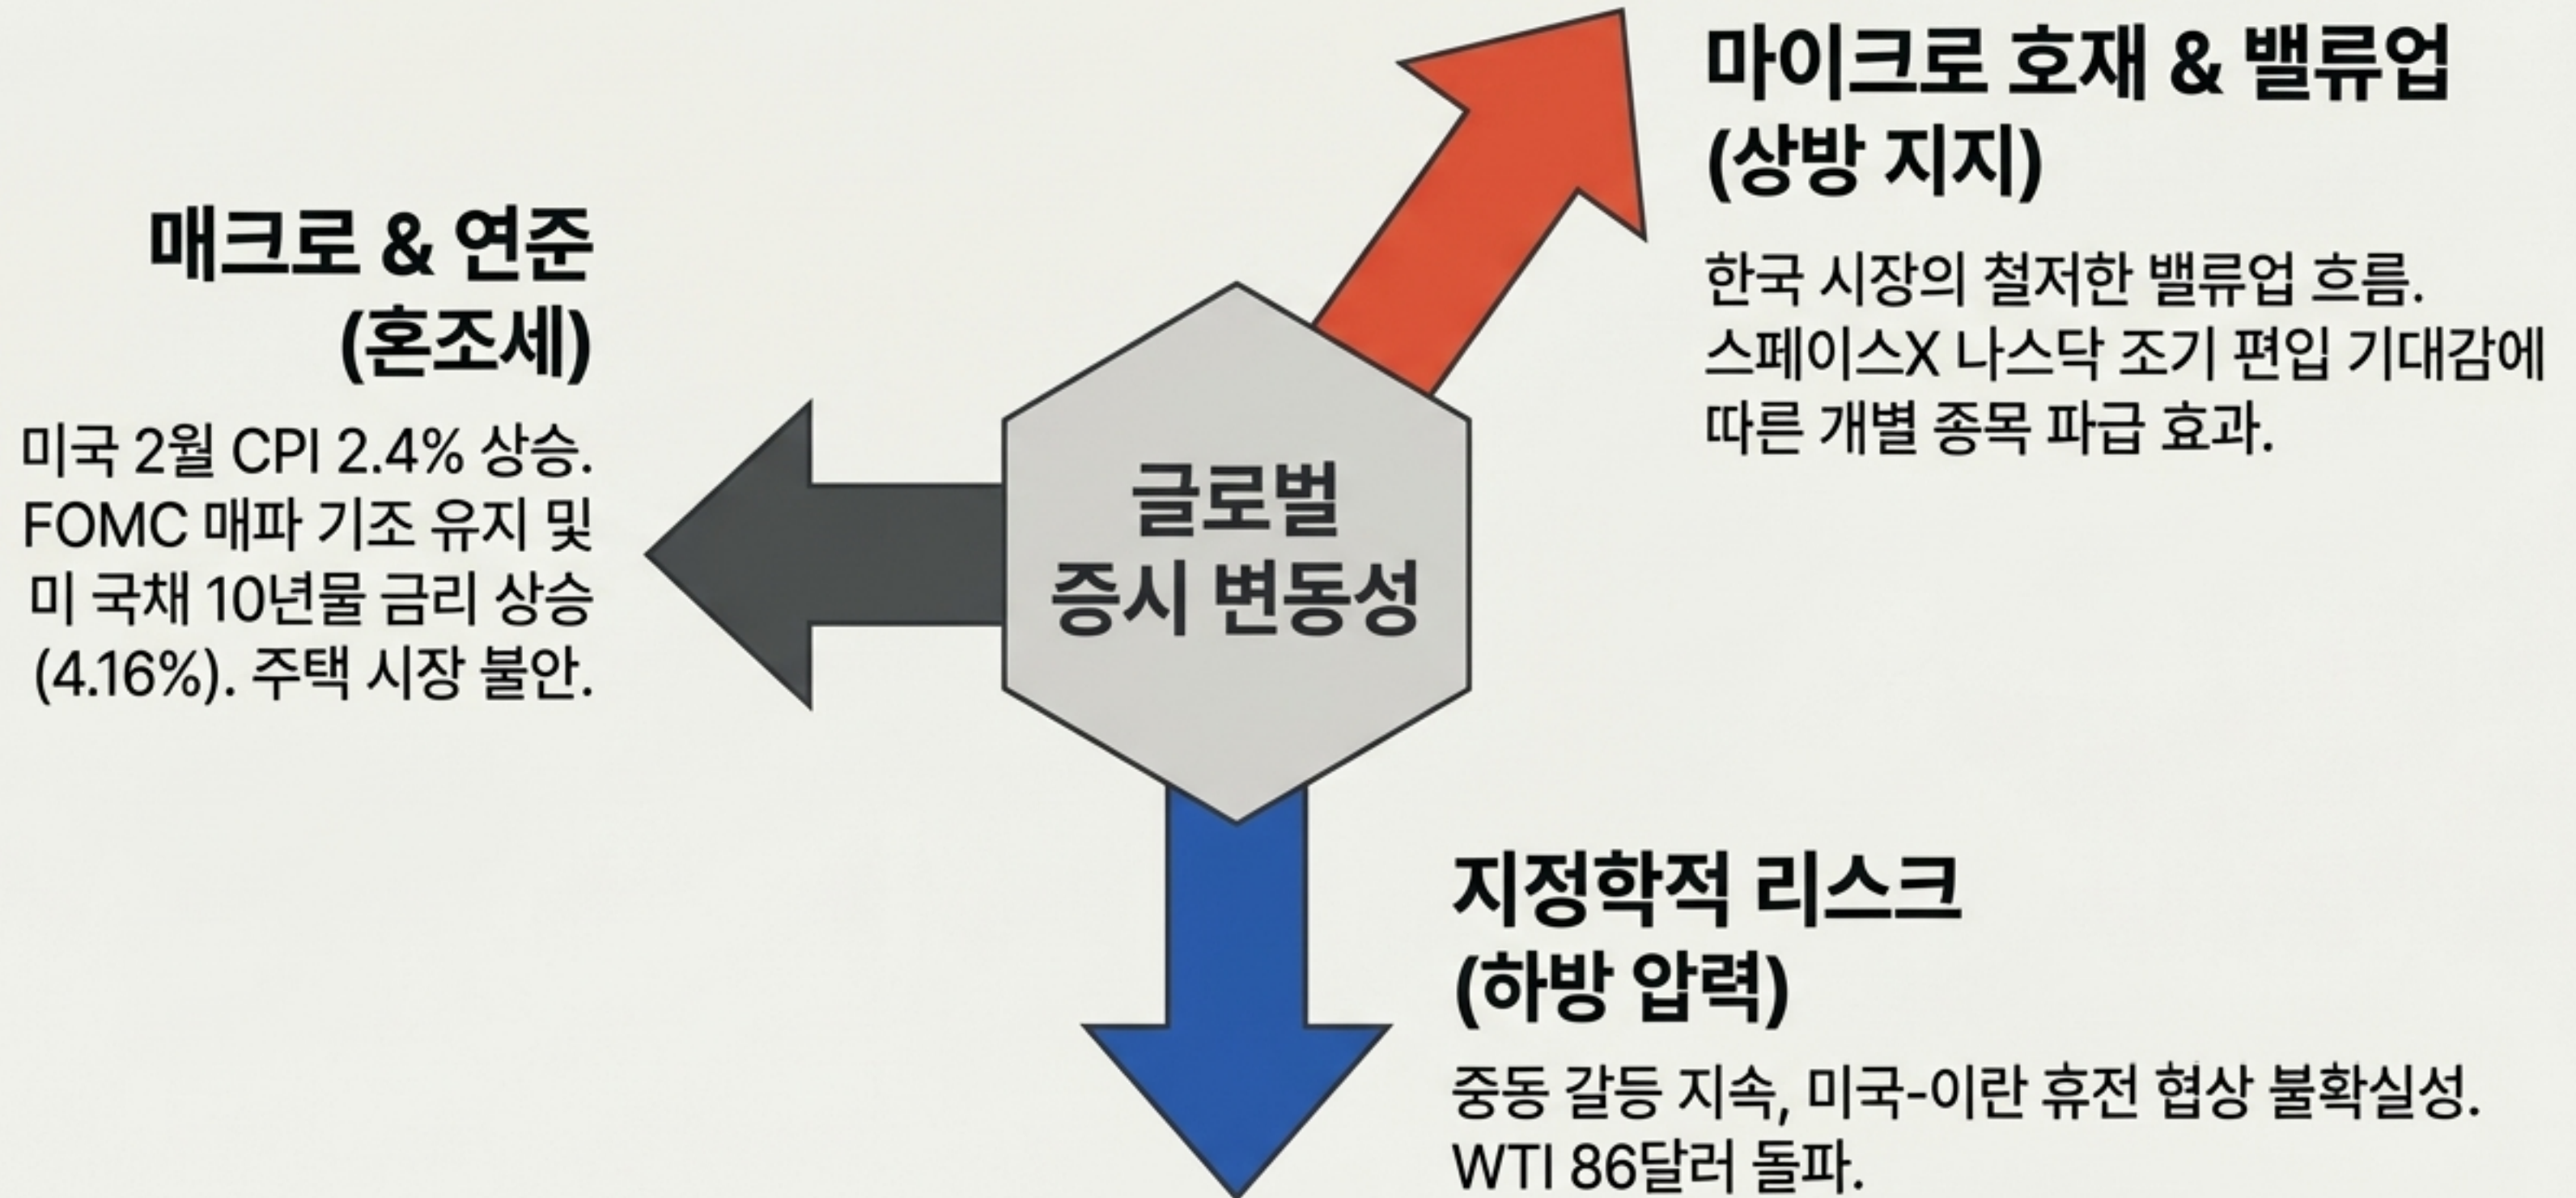 마이크로 호재 & 밸류업
(상방 지지)
한국 시장의 철저한 밸류업 흐름.
스페이스X 나스닥 조기 편입 기대감에
따른 개별 종목 파급 효과.
매크로 & 연준
(혼조세)
미국 2월 CPI 2.4% 상승.
FOMC 매파 기조 유지 및
미 국채 10년물 금리 상승
(4.16%). 주택 시장 불안.
글로벌
증시 변동성
지정학적 리스크
(하방 압력)
중동 갈등 지속, 미국-이란 휴전 협상 불확실성.
WTI 86달러 돌파.